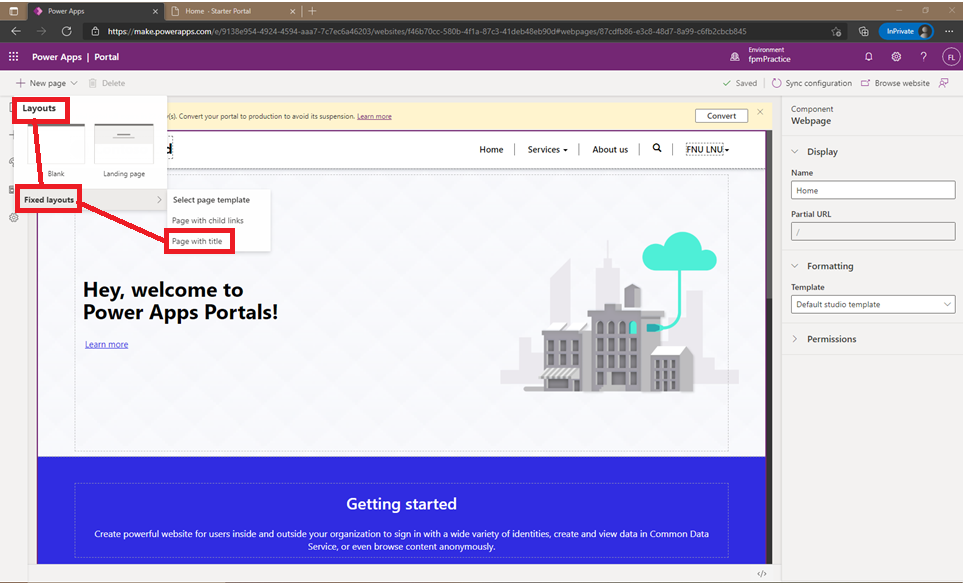 Power Apps
Home - Starter Portal
https://make.powerapps.com/e/9138e954-4924-4594-aaa7-7c7ec6a46203/websites/f46b70cc-580b-4f1a-87c3-41deb48eb90d#webpages/87cdfb86-e3c8-48d7-8a99-c6fb2cbcb845
InPrivate
Power Apps | Portal
Environment
fpmPractice
FL
New page
Delete
Saved
Sync configuration
Browse website
Layouts
Blank
Landing page
Fixed layouts
Select page template
Page with child links
Page with title
r(s). Convert your portal to production to avoid its suspension. Learn more
Convert
d
Home
Services
About us
FNU LNU
Hey, welcome to
Power Apps Portals!
Learn more
Getting started
Create powerful website for users inside and outside your organization to sign in with a wide variety of identities, create and view data in Common Data
Service, or even browse content anonymously.
</>
Component
Webpage
Display
Name
Home
Partial URL
/
Formatting
Template
Default studio template
Permissions